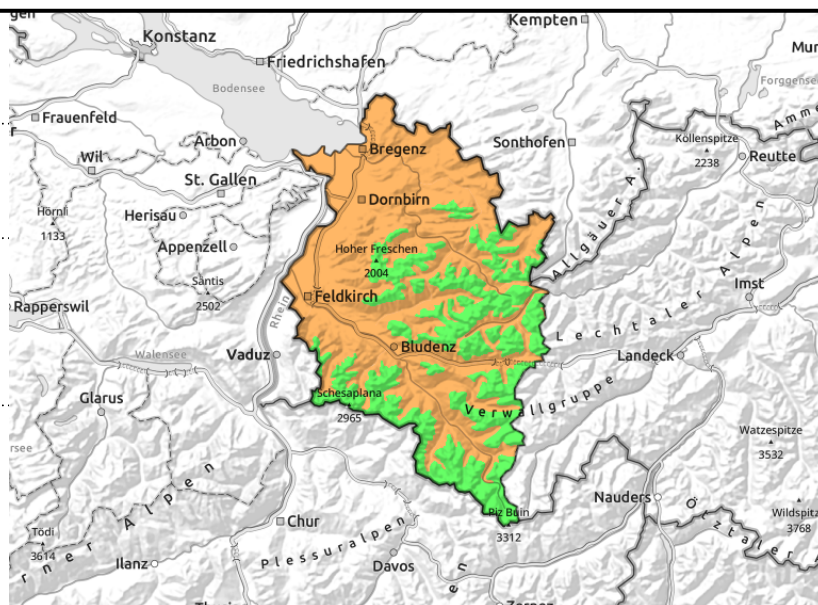 Kempten
Konstanz
Friedrichshafen
Bodensee
Forggensee
Frauenfeld
Arbon
Bregenz
Sonthofen
Köllenspitze
2238
Reutte
Wil
St. Gallen
Dornbirn
Hörnli
1133
Herisau
Appenzell
Hoher Freschen
2004
Allgäuer A.
Säntis
2502
Feldkirch
Rhein
Imst
Rapperswil
Lechtaler Alpen
Walensee
Vaduz
Bludenz
Landeck
Glarus
Schesaplana
2965
Verwallgruppe
Watzespitze
3532
Nauders
Piz Buin
3312
Chur
Plessuralpen
Tödi
3614
Ilanz
Davos
3768